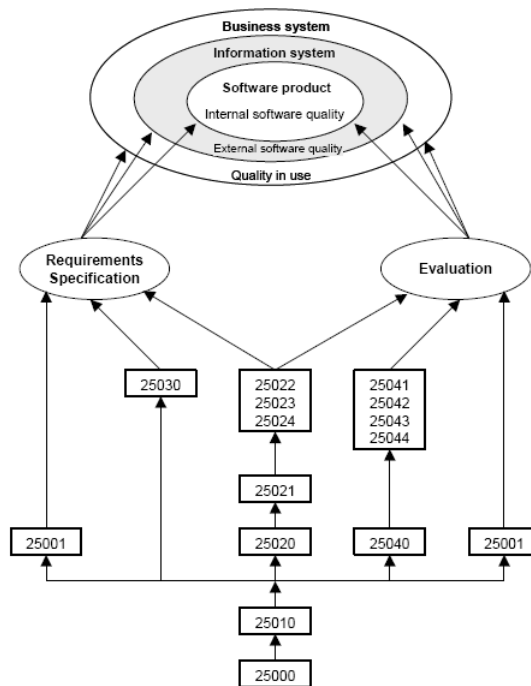 Business system
Information system
Software product
Internal software quality
External software quality
Quality in use
Requirements
Specification
Evaluation
25030
25022
25023
25024
25041
25042
25043
25044
25021
25001
25020
25040
25001
25010
25000